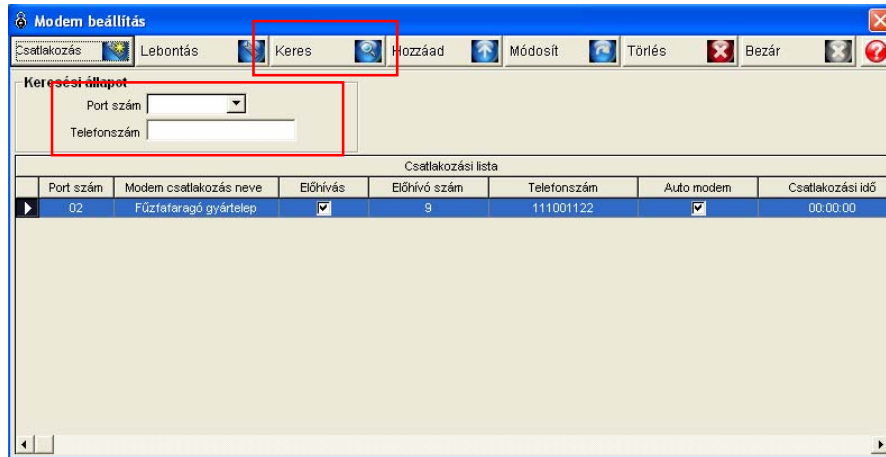 Modem beállítás
Csatlakozás Lebontás Keres Hozzáad Módosít Törlés Bezár ?
Keresési állapot
Port szám
Telefonszám
Csatlakozási lista
Port szám Modem csatlakozás neve Előhívás Előhívó szám Telefonszám Auto modem Csatlakozási idő
02 Fűztafaragó gyártelep 9 111001122 00:00:00